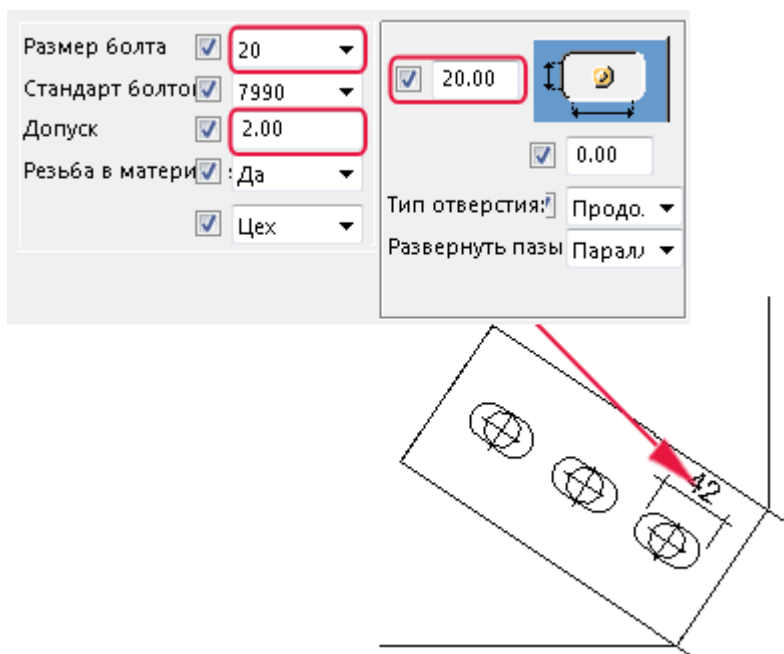 Размер болта 20
Стандарт болто 7990
Допуск 2.00
Резьба в матери : Да
Цех
20.00
0.00
Тип отверстия: Продо.
Развернуть пазы Парал
42